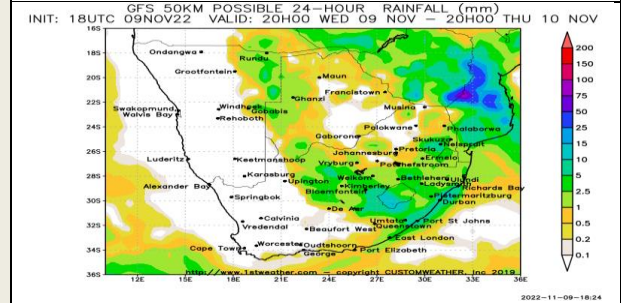 GFS 50KM POSSIBLE 24-HOUR RAINFALL (mm)
INIT: 18UTC 09NOV22 VALID: 20H00 WED 09 NOV - 20H00 THU 10 NOV
16S
18S
20S
22S
24S
26S
28S
30S
32S
34S
36S
Ondangwa
Rundu
Grootfontein
Maun
Francistown
Ghanzi
Musina
Swakopmund
Windhoek
Gobabis
Walvis Bay
Rehoboth
Polokwane
Phalaborwa
Gaborone
Skukuza
Pretoria
Nelspruit
Johannesburg
Ermelo
Luderitz
Keetmanshoop
Vryburg
Potchefstroom
Karasburg
Upington
Welkom
Bethlehem
Ulundi
Alexander Bay
Kimberley
Ladysmith
Richards Bay
Bloemfontein
Springbok
Pietermaritzburg
Durban
De Aar
Calvinia
Umtata
Port St Johns
Vredendal
Beaufort West
Queenstown
East London
Worcester
Oudtshoorn
Cape Town
George
Port Elizabeth
http://www.1stweather.com - copyright CUSTOMWEATHER, Inc 2019
12E 15E 18E 21E 24E 27E 30E 33E 36E
200
150
100
75
50
25
15
10
5
2.5
1
0.5
0.2
0.1
2022-11-09-18:24